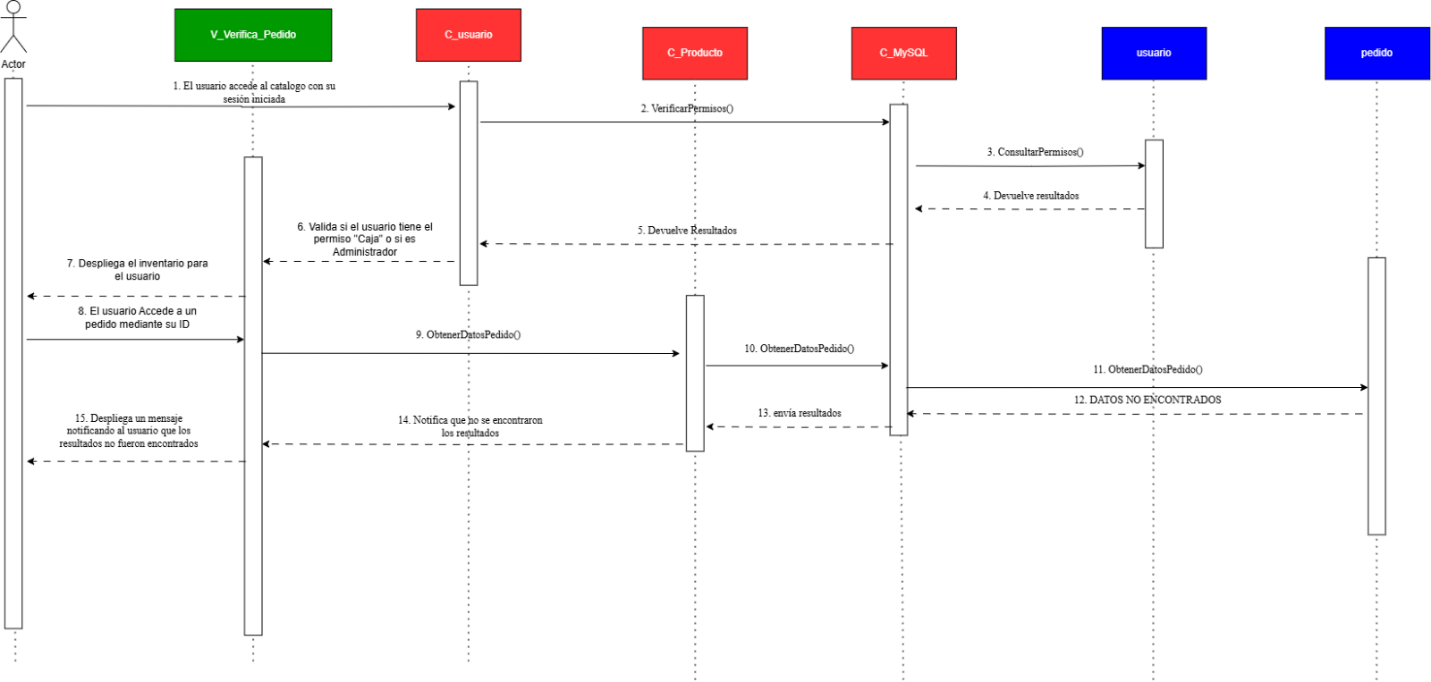 Actor
V_Verifica_Pedido
C_usuario
C_Producto
C_MySQL
usuario
pedido
1. El usuario accede al catalogo con su
sesión iniciada
2. VerificarPermisos()
3. ConsultarPermisos()
4. Devuelve resultados
5. Devuelve Resultados
6. Valida si el usuario tiene el
permiso "Caja" o si es
Administrador
7. Despliega el inventario para
el usuario
8. El usuario Accede a un
pedido mediante su ID
9. ObtenerDatosPedido()
10. ObtenerDatosPedido()
11. ObtenerDatosPedido()
12. DATOS NO ENCONTRADOS
13. envía resultados
14. Notifica que no se encontraron
los resultados
15. Despliega un mensaje
notificando al usuario que los
resultados no fueron encontrados